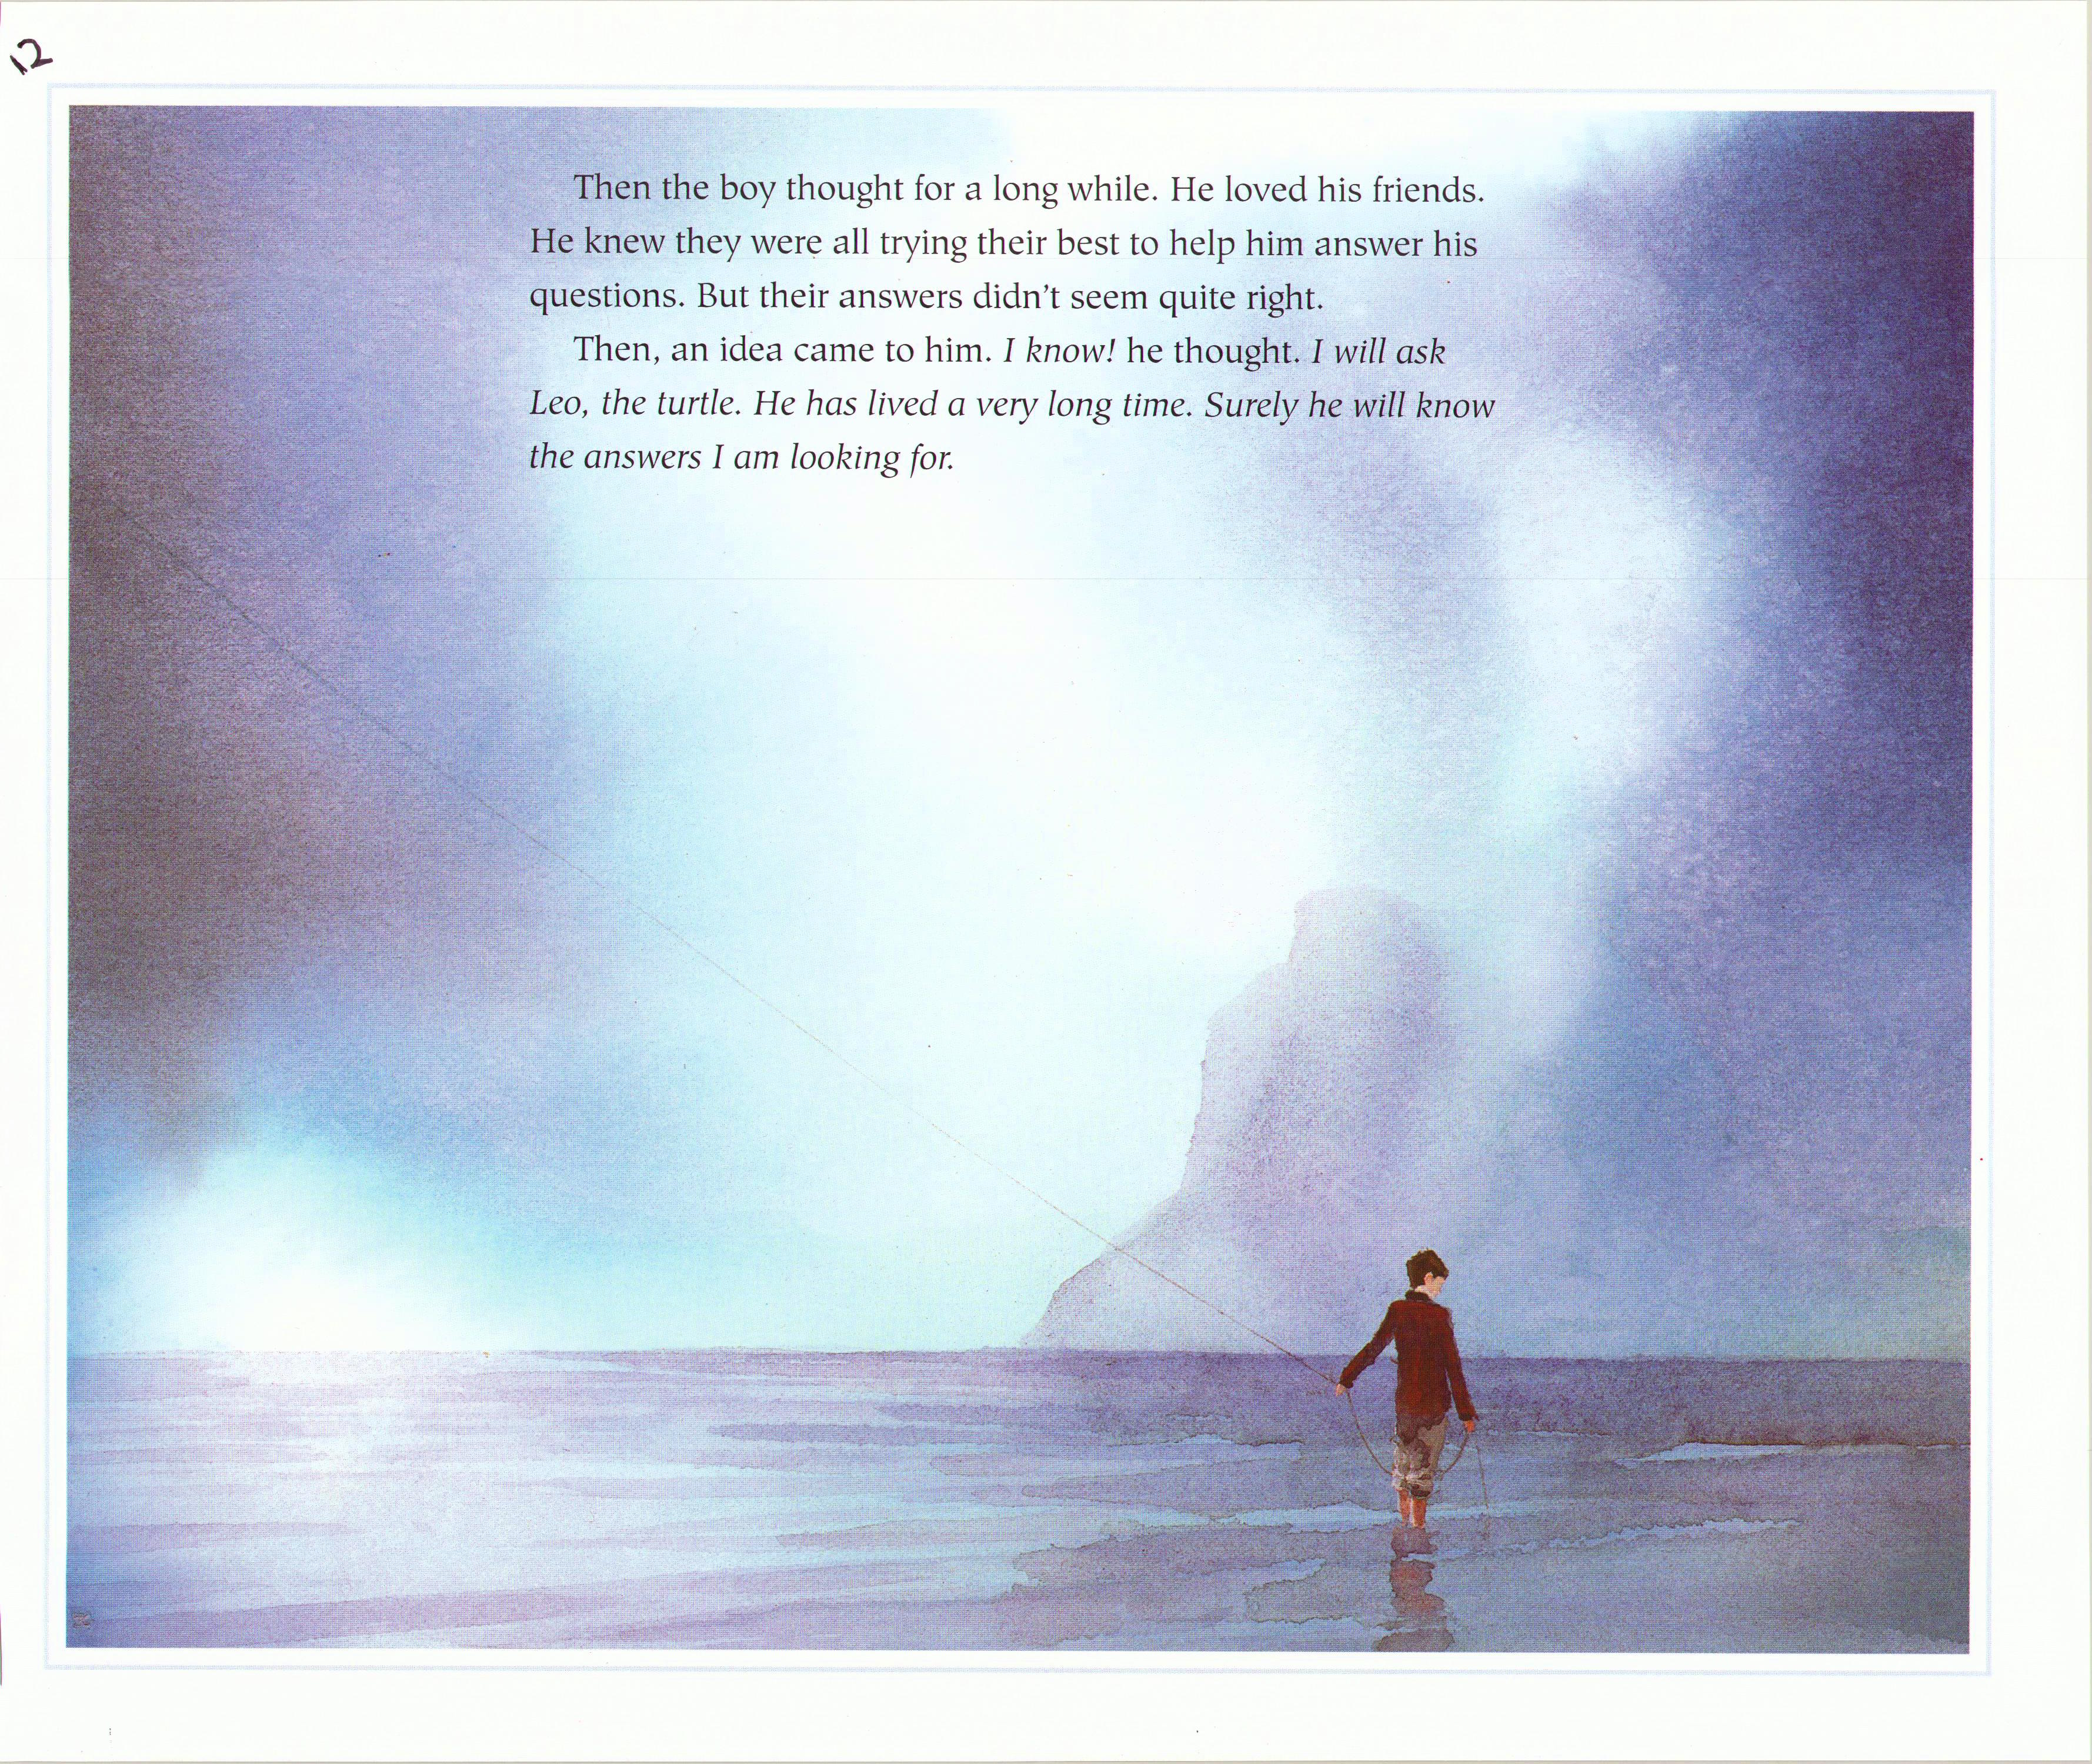 12
Then the boy thought for a long while. He loved his friends.
He knew they were all trying their best to help him answer his
questions. But their answers didn't seem quite right.
Then, an idea came to him. I know! he thought. I will ask
Leo, the turtle. He has lived a very long time. Surely he will know
the answers I am looking for.